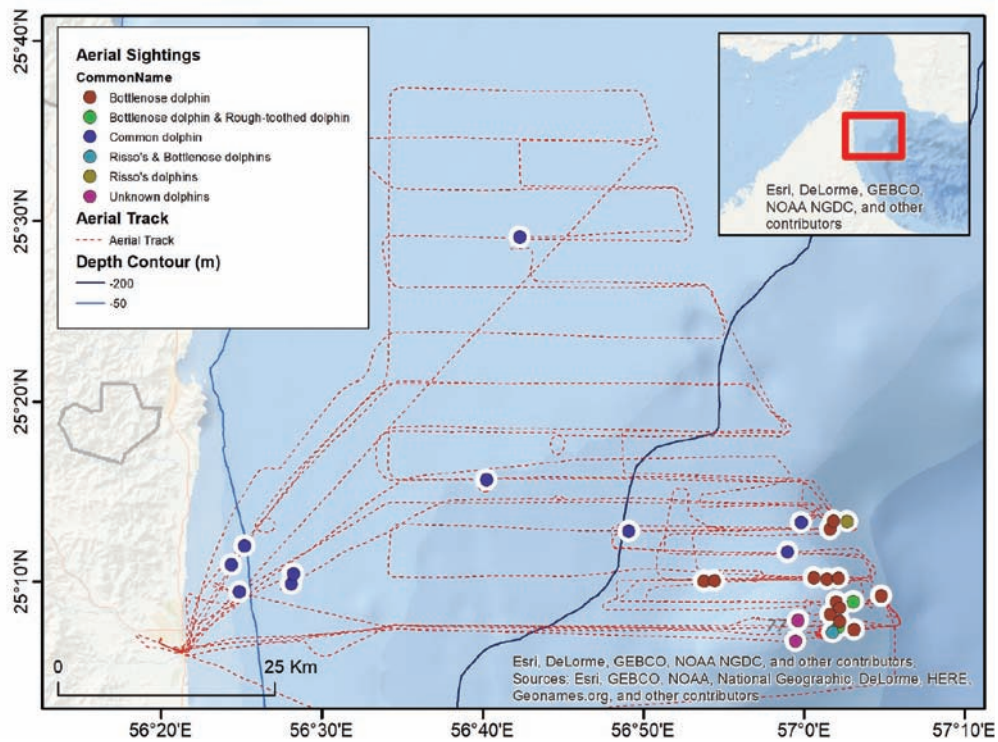 Aerial Sightings
CommonName
Bottlenose dolphin
Bottlenose dolphin & Rough-toothed dolphin
Common dolphin
Risso's & Bottlenose dolphins
Risso's dolphins
Unknown dolphins
Aerial Track
Aerial Track
Depth Contour (m)
-200
-50
Esri, DeLorme, GEBCO,
NOAA NGDC, and other
contributors
25°40'N
25°30'N
25°20'N
25°10'N
0
25 Km
Esri, DeLorme, GEBCO, NOAA NGDC, and other contributors,
Sources: Esri, GEBCO, NOAA, National Geographic, DeLorme, HERE,
Geonames.org, and other contributors
56°20'E
56°30'E
56°40'E
56°50'E
57°0'E
57°10'E